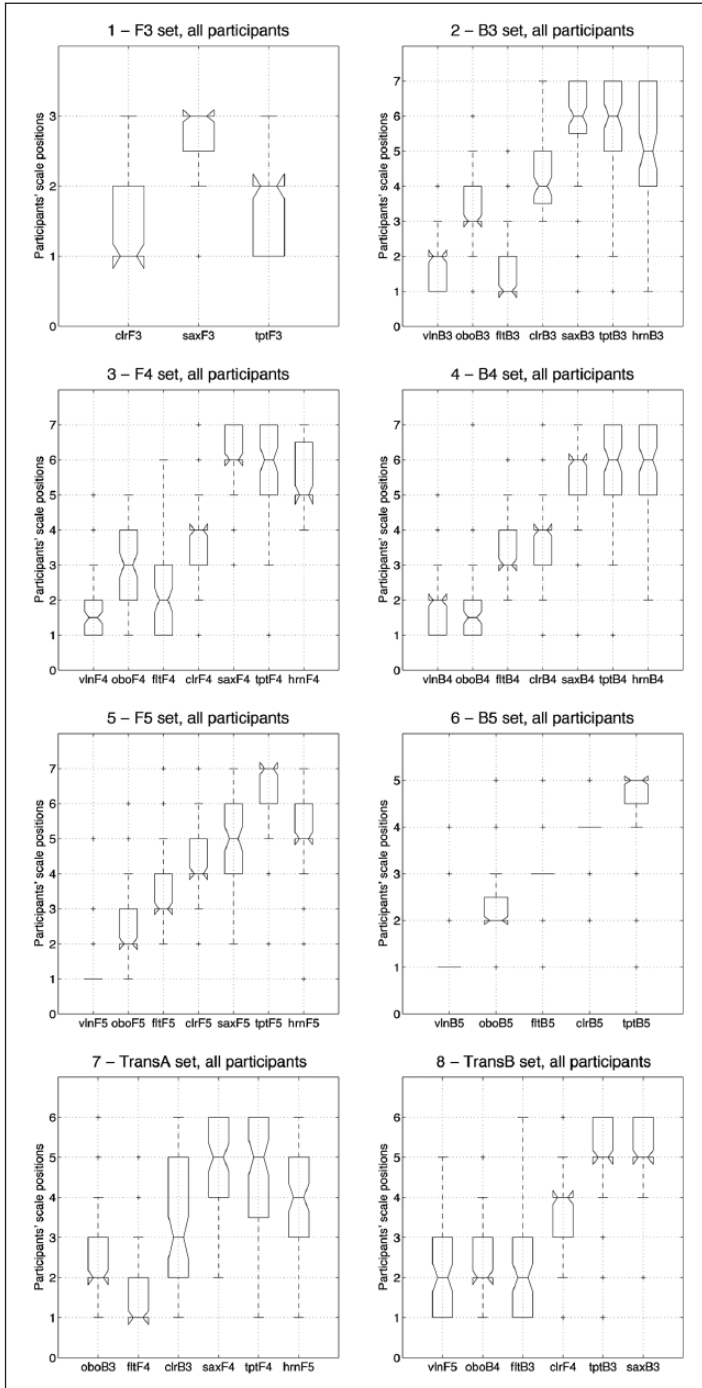 1 – F3 set, all participants
Participants' scale positions
3
2
1
0
clrF3 saxF3 tptF3
2 – B3 set, all participants
Participants' scale positions
7
6
5
4
3
2
1
0
vlnB3 oboB3 fltB3 clrB3 saxB3 tptB3 hrnB3
3 – F4 set, all participants
Participants' scale positions
7
6
5
4
3
2
1
0
vlnF4 oboF4 fltF4 clrF4 saxF4 tptF4 hrnF4
4 – B4 set, all participants
Participants' scale positions
7
6
5
4
3
2
1
0
vlnB4 oboB4 fltB4 clrB4 saxB4 tptB4 hrnB4
5 – F5 set, all participants
Participants' scale positions
7
6
5
4
3
2
1
0
vlnF5 oboF5 fltF5 clrF5 saxF5 tptF5 hrnF5
6 – B5 set, all participants
Participants' scale positions
5
4
3
2
1
0
vlnB5 oboB5 fltB5 clrB5 tptB5
7 – TransA set, all participants
Participants' scale positions
6
5
4
3
2
1
0
oboB3 fltF4 clrB3 saxF4 tptF4 hrnF5
8 – TransB set, all participants
Participants' scale positions
6
5
4
3
2
1
0
vlnF5 oboB4 fltB3 clrF4 tptB3 saxB3